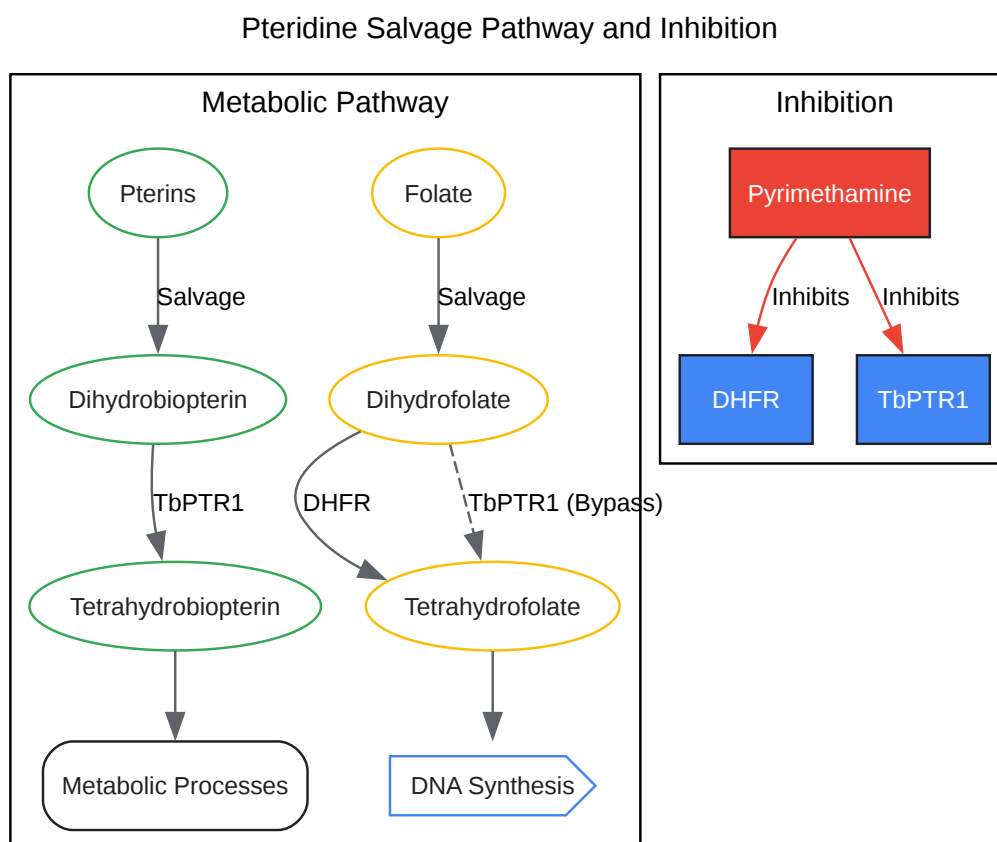 Pteridine Salvage Pathway and Inhibition
Metabolic Pathway
Pterins
Folate
Salvage
Salvage
Dihydrobiopterin
Dihydrofolate
TbPTR1
DHFR
TbPTR1 (Bypass)
Tetrahydrobiopterin
Tetrahydrofolate
Metabolic Processes
DNA Synthesis
Inhibition
Pyrimethamine
Inhibits
Inhibits
DHFR
TbPTR1